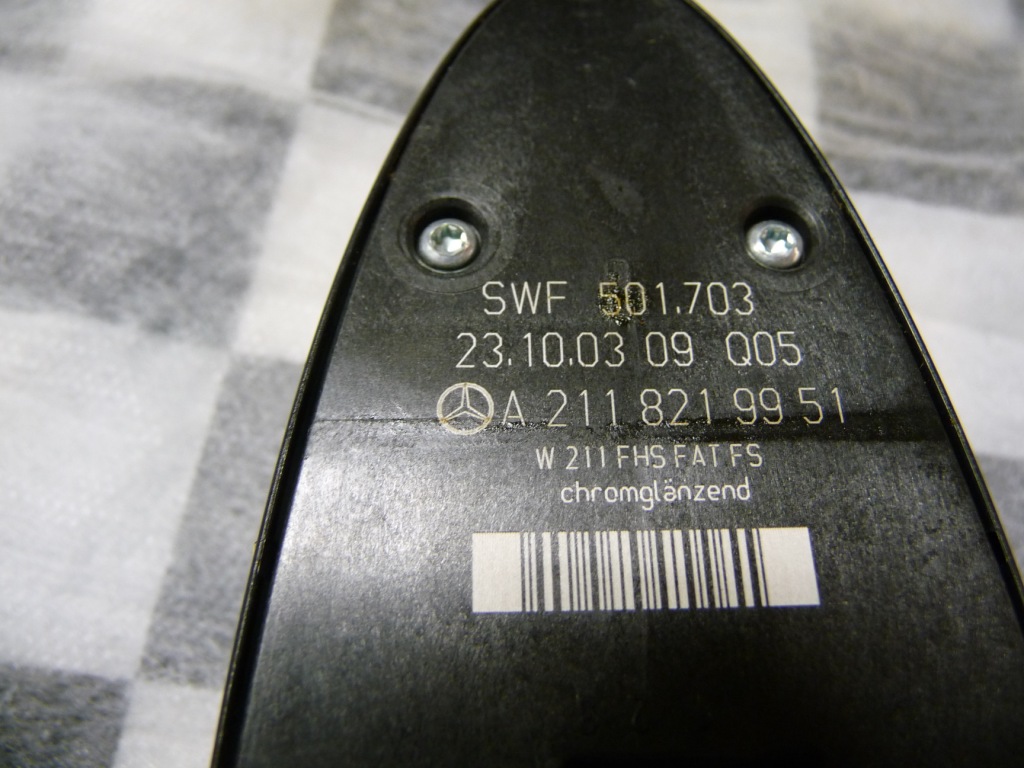 SWF 501.703
23.10.03 09 Q05
A 211 821 99 51
W 211 FHS FAT FS
chromglänzend